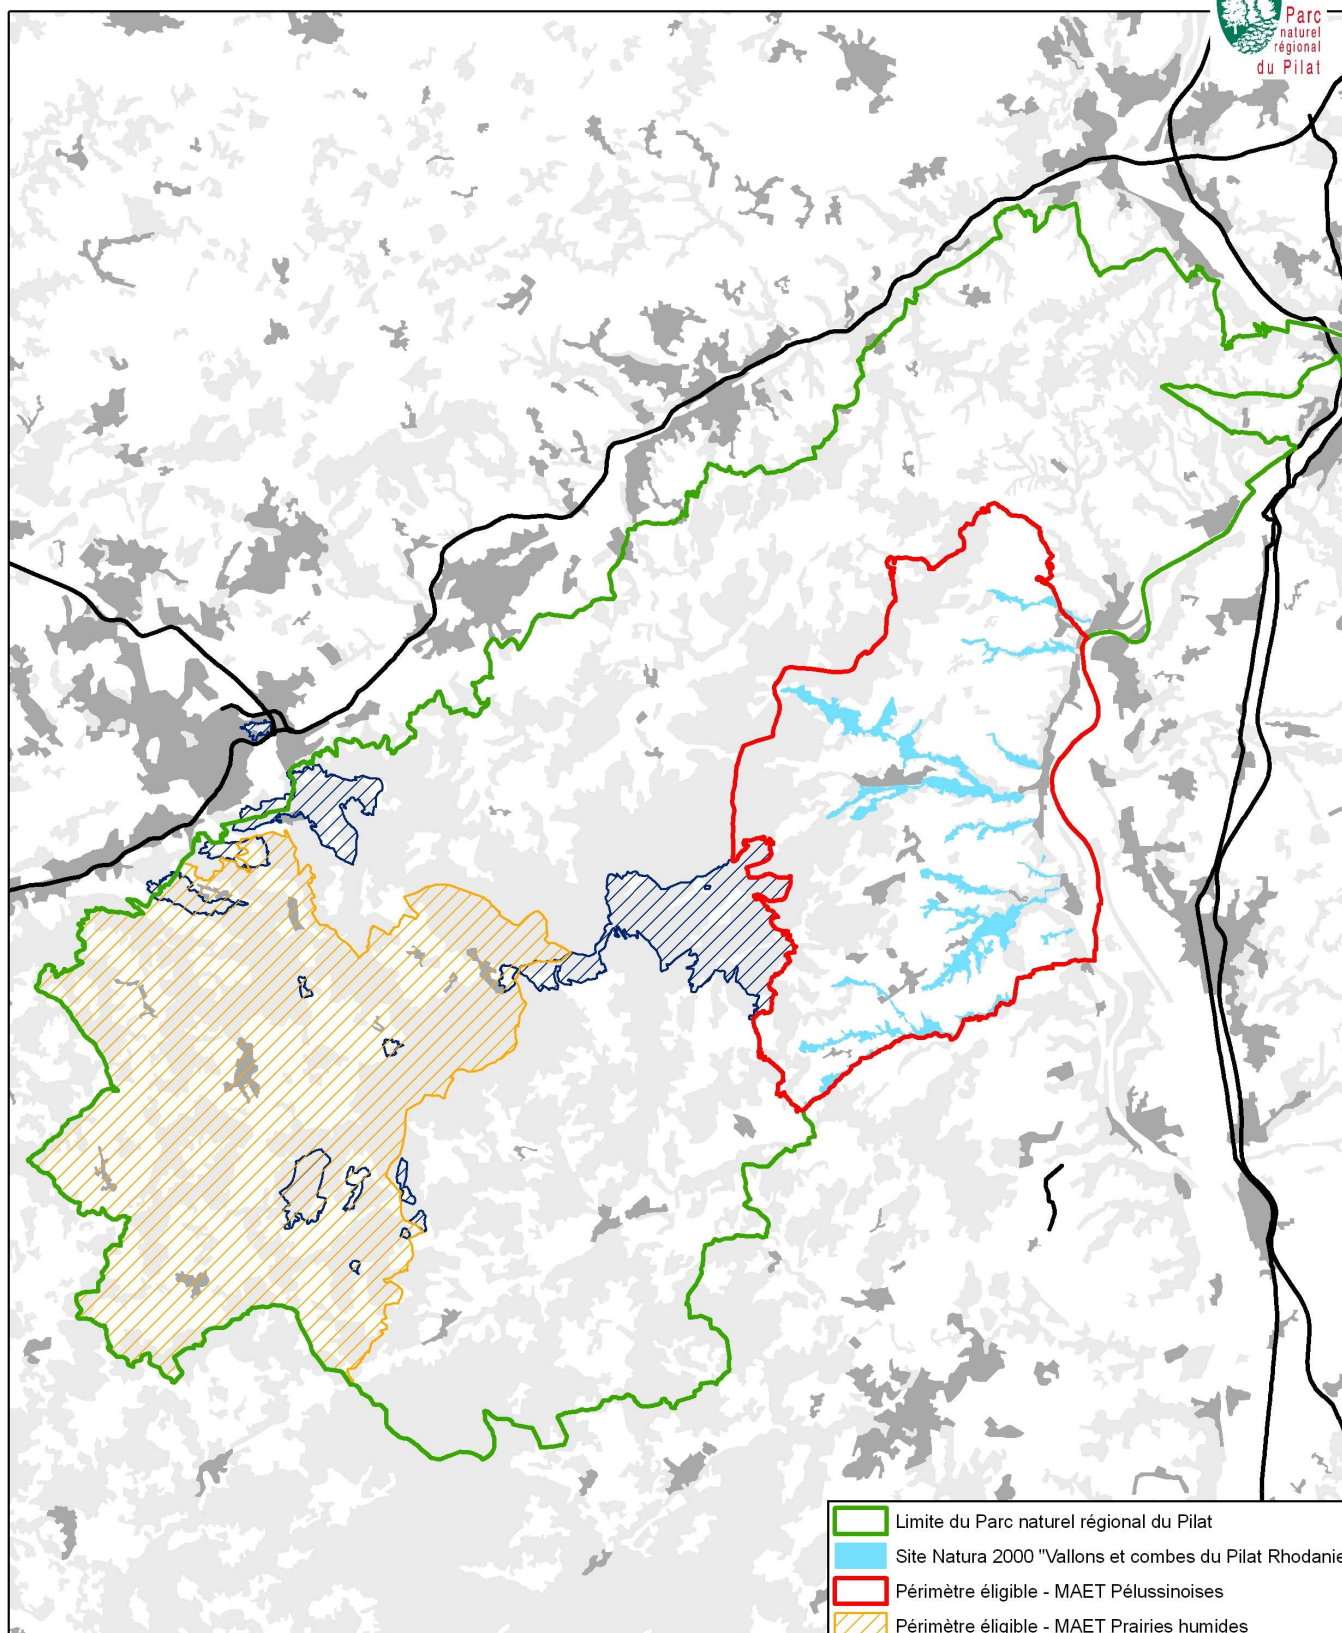 Parc
naturel
régional
du Pilat
Limite du Parc naturel régional du Pilat
Site Natura 2000 "Vallons et combes du Pilat Rhodanie
Périmètre éligible - MAET Pélussinoises
Périmètre éligible - MAET Prairies humides